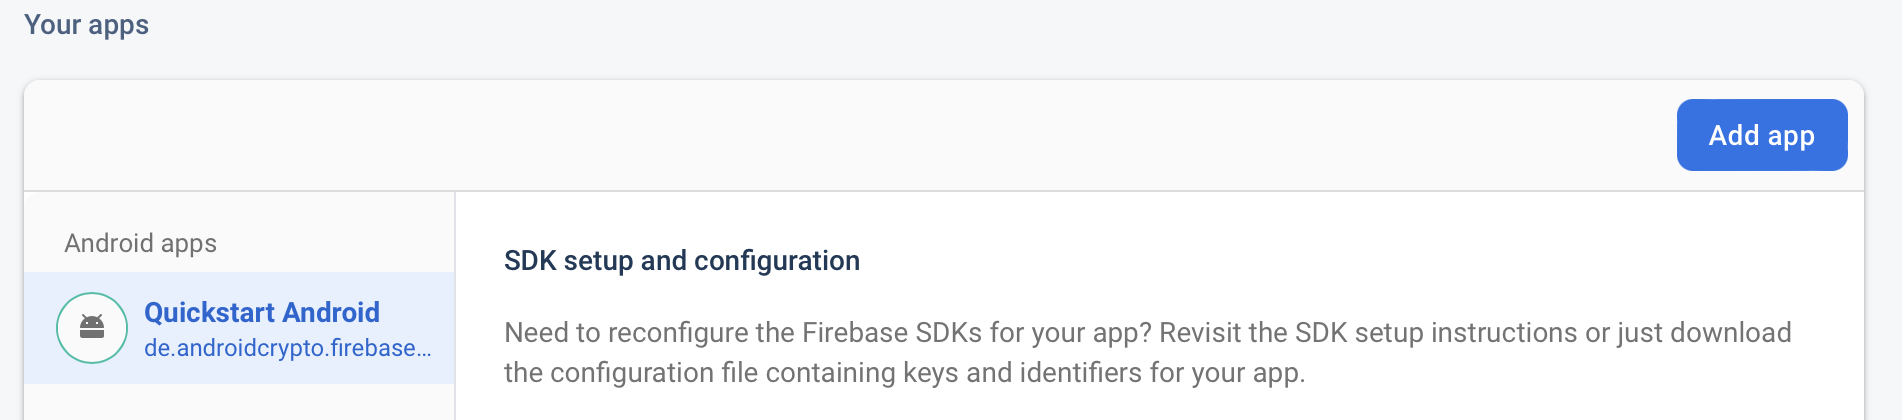 Your apps
Add app
Android apps
Quickstart Android
de.androidcrypto.firebase...
SDK setup and configuration
Need to reconfigure the Firebase SDKs for your app? Revisit the SDK setup instructions or just download
the configuration file containing keys and identifiers for your app.